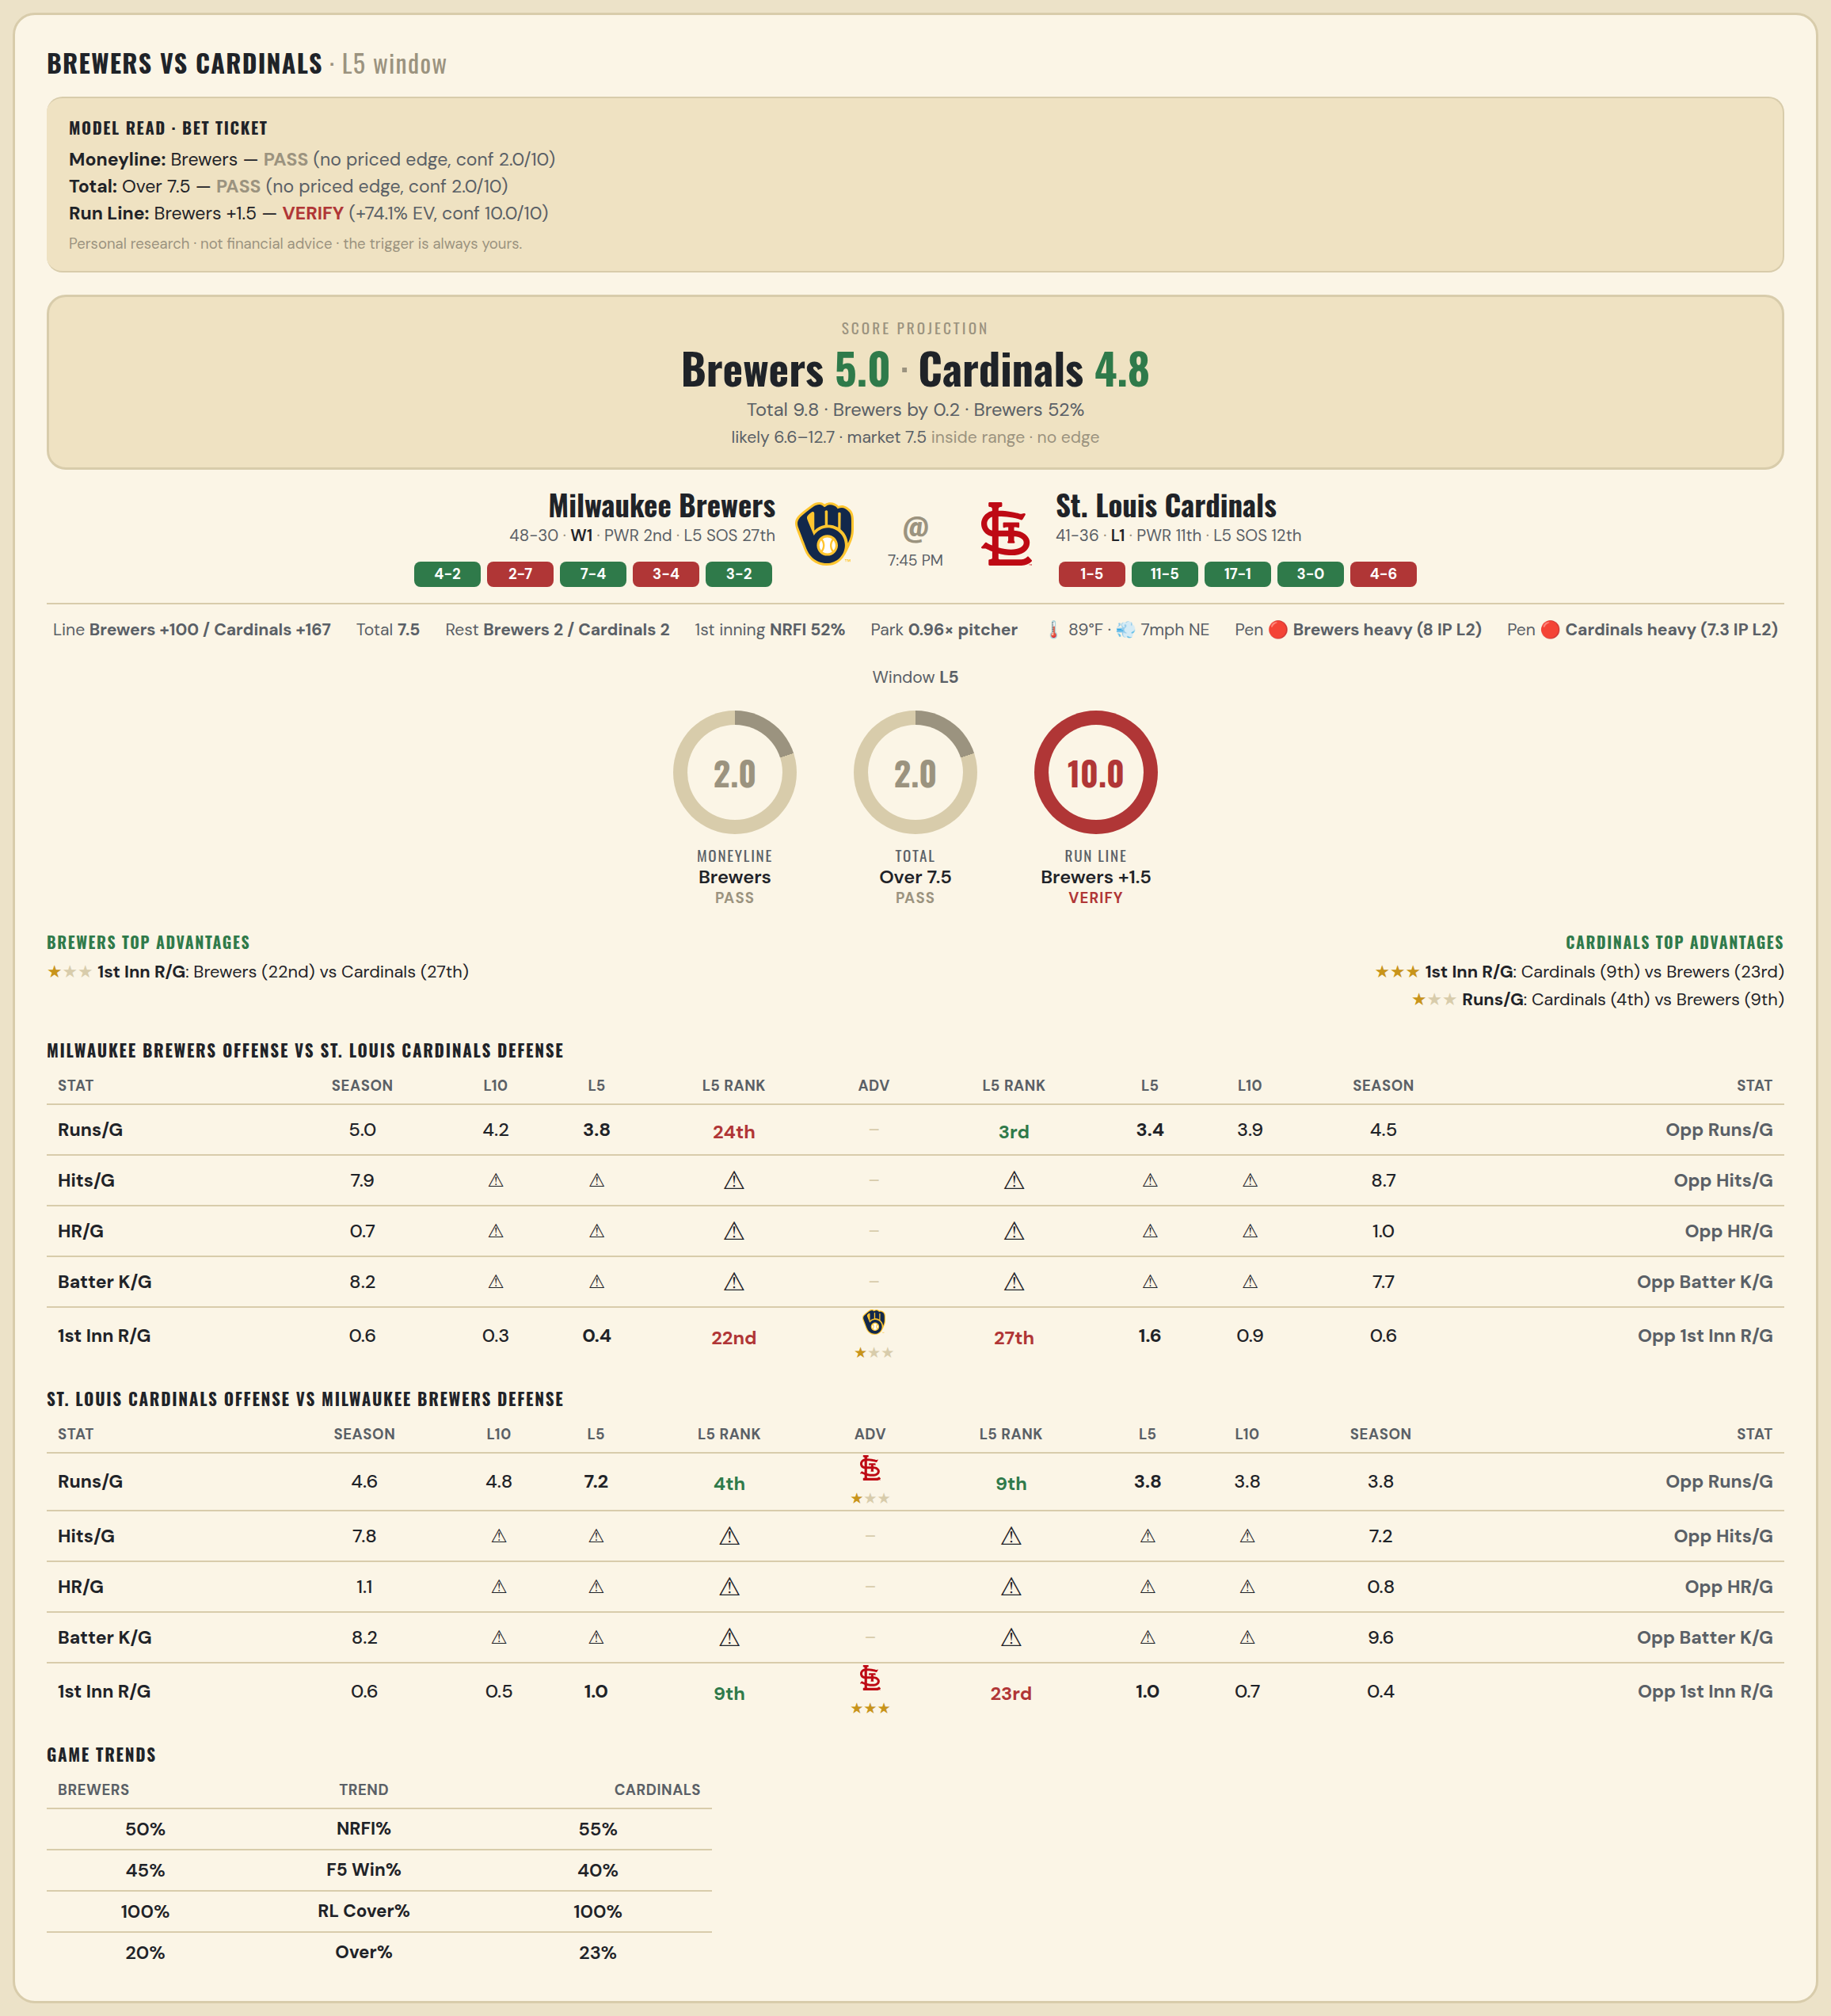 BREWERS VS CARDINALS · L5 window
MODEL READ · BET TICKET
Moneyline: Brewers — PASS (no priced edge, conf 2.0/10)
Total: Over 7.5 — PASS (no priced edge, conf 2.0/10)
Run Line: Brewers +1.5 — VERIFY (+74.1% EV, conf 10.0/10)
Personal research · not financial advice · the trigger is always yours.
SCORE PROJECTION
Brewers 5.0 · Cardinals 4.8
Total 9.8 · Brewers by 0.2 · Brewers 52%
likely 6.6–12.7 · market 7.5 inside range · no edge
Milwaukee Brewers
48-30 · W1 · PWR 2nd · L5 SOS 27th
4-2 2-7 7-4 3-4 3-2
@
7:45 PM
St. Louis Cardinals
41-36 · L1 · PWR 11th · L5 SOS 12th
1-5 11-5 17-1 3-0 4-6
Line Brewers +100 / Cardinals +167 Total 7.5 Rest Brewers 2 / Cardinals 2 1st inning NRFI 52% Park 0.96× pitcher 🌡️ 89°F · 💨 7mph NE Pen 🔴 Brewers heavy (8 IP L2) Pen 🔴 Cardinals heavy (7.3 IP L2)
Window L5
2.0 2.0 10.0
MONEYLINE TOTAL RUN LINE
Brewers Over 7.5 Brewers +1.5
PASS PASS VERIFY
BREWERS TOP ADVANTAGES
★★★ 1st Inn R/G: Brewers (22nd) vs Cardinals (27th)
CARDINALS TOP ADVANTAGES
★★★ 1st Inn R/G: Cardinals (9th) vs Brewers (23rd)
★★★ Runs/G: Cardinals (4th) vs Brewers (9th)
MILWAUKEE BREWERS OFFENSE VS ST. LOUIS CARDINALS DEFENSE
STAT SEASON L10 L5 L5 RANK ADV L5 RANK L5 L10 SEASON STAT
Runs/G 5.0 4.2 3.8 24th — 3rd 3.4 3.9 4.5 Opp Runs/G
Hits/G 7.9 ⚠ ⚠ ⚠ — ⚠ ⚠ ⚠ 8.7 Opp Hits/G
HR/G 0.7 ⚠ ⚠ ⚠ — ⚠ ⚠ ⚠ 1.0 Opp HR/G
Batter K/G 8.2 ⚠ ⚠ ⚠ — ⚠ ⚠ ⚠ 7.7 Opp Batter K/G
1st Inn R/G 0.6 0.3 0.4 22nd ★★★ 27th 1.6 0.9 0.6 Opp 1st Inn R/G
ST. LOUIS CARDINALS OFFENSE VS MILWAUKEE BREWERS DEFENSE
STAT SEASON L10 L5 L5 RANK ADV L5 RANK L5 L10 SEASON STAT
Runs/G 4.6 4.8 7.2 4th ★★★ 9th 3.8 3.8 3.8 Opp Runs/G
Hits/G 7.8 ⚠ ⚠ ⚠ — ⚠ ⚠ ⚠ 7.2 Opp Hits/G
HR/G 1.1 ⚠ ⚠ ⚠ — ⚠ ⚠ ⚠ 0.8 Opp HR/G
Batter K/G 8.2 ⚠ ⚠ ⚠ — ⚠ ⚠ ⚠ 9.6 Opp Batter K/G
1st Inn R/G 0.6 0.5 1.0 9th ★★★ 23rd 1.0 0.7 0.4 Opp 1st Inn R/G
GAME TRENDS
BREWERS TREND CARDINALS
50% NRFI% 55%
45% F5 Win% 40%
100% RL Cover% 100%
20% Over% 23%